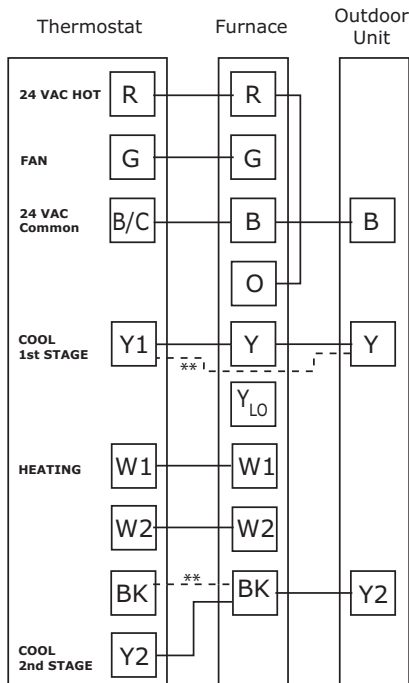 Thermostat Furnace Outdoor
Unit
24 VAC HOT R R
FAN G G
24 VAC
Common B/C B B
O
COOL
1st STAGE Y1 Y Y
**
YLO
HEATING W1 W1
W2 W2
BK ** BK Y2
COOL
2nd STAGE Y2